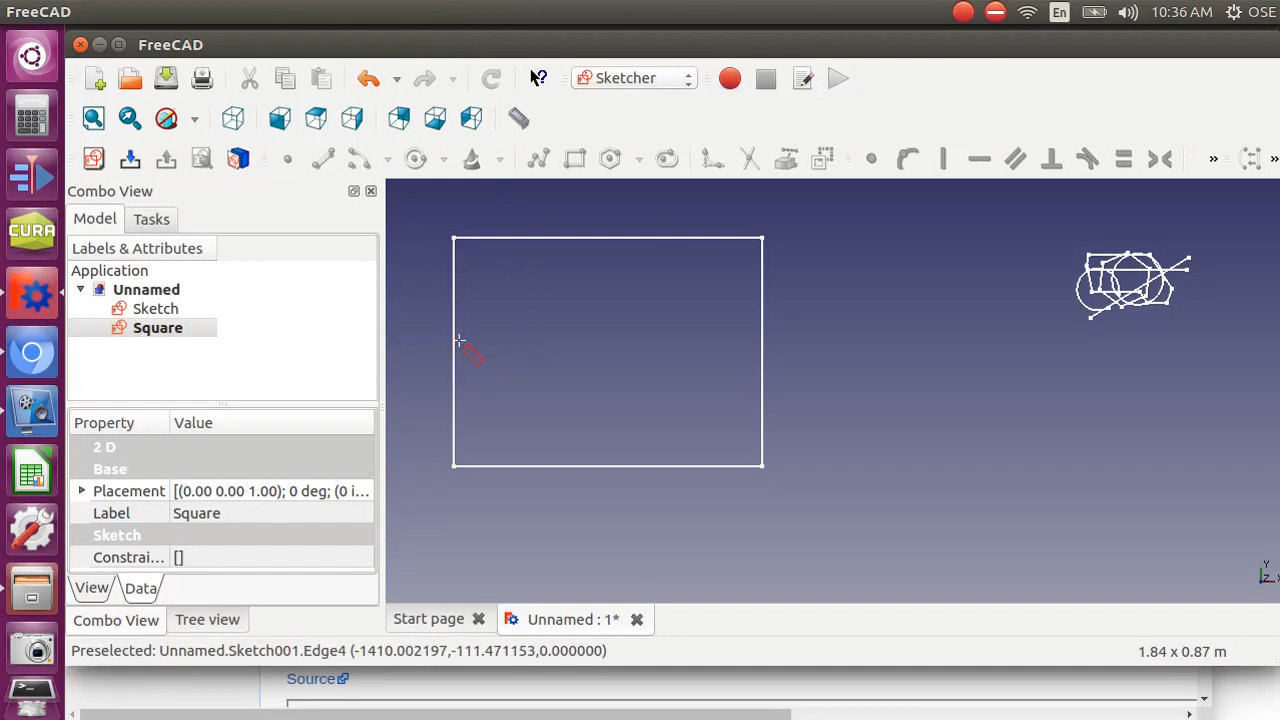 FreeCAD
En
10:36 AM
OSE
FreeCAD
Sketcher
»
»
Combo View
Model
Tasks
Labels & Attributes
Application
Unnamed
Sketch
Square
CURA
Property
Value
2 D
Base
Placement
[(0.00 0.00 1.00); 0 deg; (0 i...
Label
Square
Sketch
Constrai...
[]
View
Data
Y
Z
Start page
Unnamed : 1*
Combo View
Tree view
Preselected: Unnamed.Sketch001.Edge4 (-1410.002197,-111.471153,0.000000)
1.84 x 0.87 m
Source